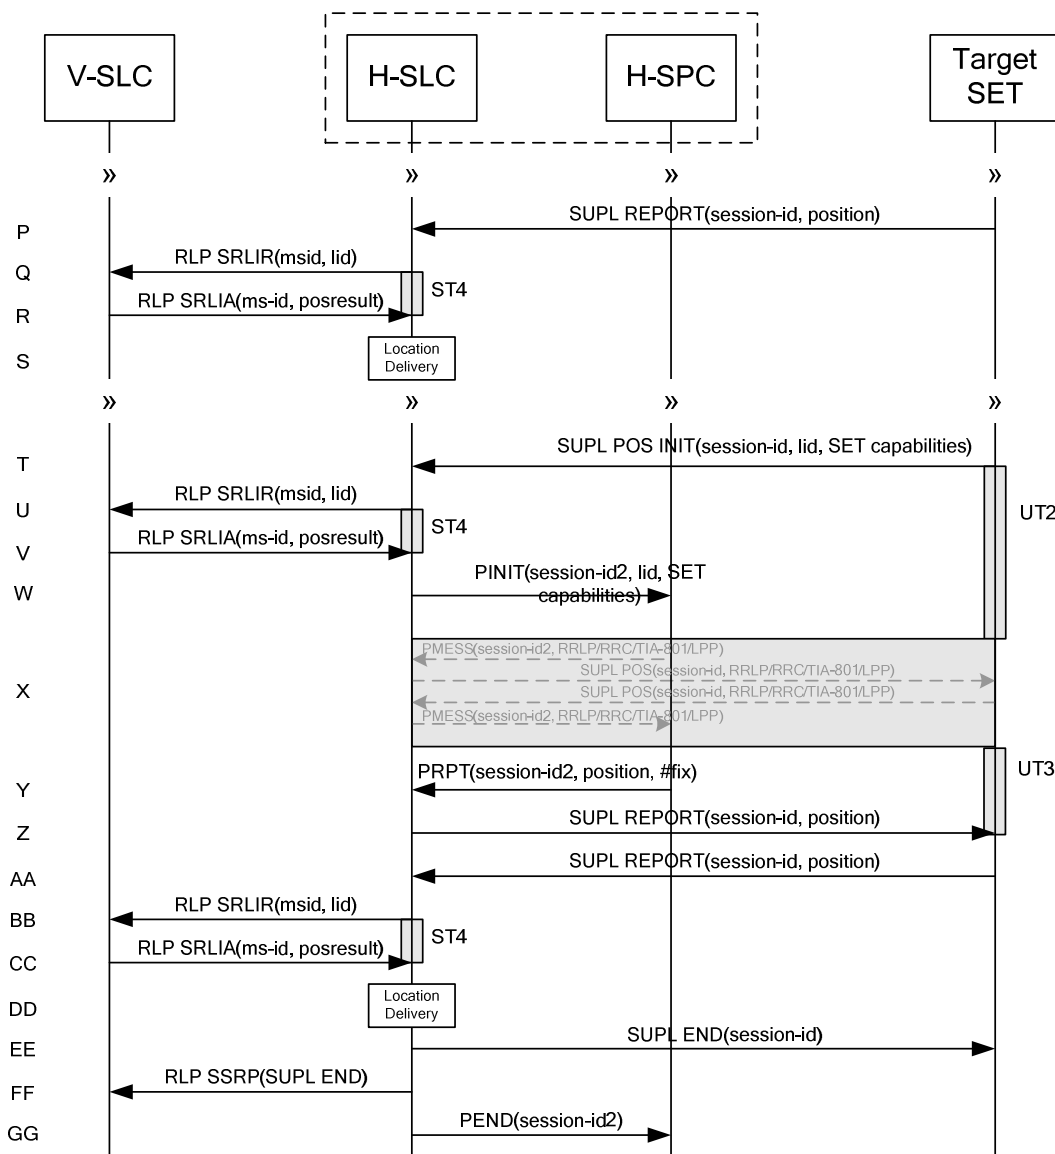 V-SLC
H-SLC
H-SPC
Target
SET
»
»
»
»
P
SUPL REPORT(session-id, position)
Q
RLP SRLIR(msid, lid)
ST4
R
RLP SRLIA(ms-id, posresult)
S
Location
Delivery
»
»
»
»
T
SUPL POS INIT(session-id, lid, SET capabilities)
U
RLP SRLIR(msid, lid)
UT2
ST4
V
RLP SRLIA(ms-id, posresult)
W
PINIT(session-id2, lid, SET
capabilities)
PMESS(session-id2, RRLP/RRC/TIA-801/LPP)
SUPL POS(session-id, RRLP/RRC/TIA-801/LPP)
X
SUPL POS(session-id, RRLP/RRC/TIA-801/LPP)
PMESS(session-id2, RRLP/RRC/TIA-801/LPP)
UT3
Y
PRPT(session-id2, position, #fix)
Z
SUPL REPORT(session-id, position)
AA
SUPL REPORT(session-id, position)
BB
RLP SRLIR(msid, lid)
ST4
CC
RLP SRLIA(ms-id, posresult)
DD
Location
Delivery
EE
SUPL END(session-id)
FF
RLP SSRP(SUPL END)
GG
PEND(session-id2)